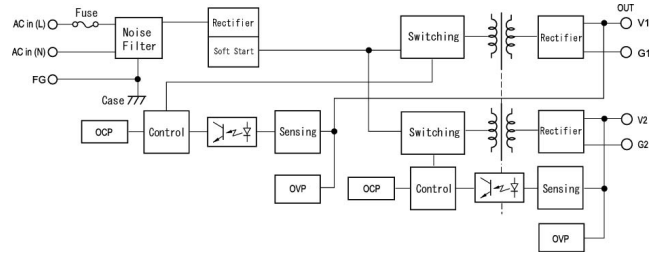 OUT
AC in (L)
Fuse
Noise
Filter
Rectifier
Soft Start
Switching
Rectifier
V1
G1
AC in (N)
FG
Case
OCP
Control
Sensing
Switching
Rectifier
V2
G2
OVP
OCP
Control
Sensing
OVP